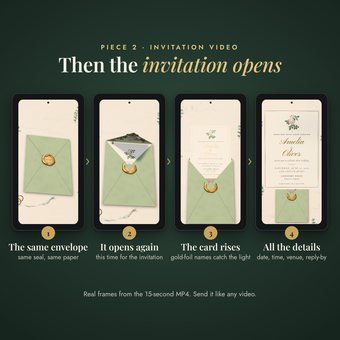 PIECE 2 · INVITATION VIDEO
Then the invitation opens
Amelia
Oliver
1
2
3
4
The same envelope
same seal, same paper
It opens again
this time for the invitation
The card rises
gold-foil names catch the light
All the details
date, time, venue, reply-by
Real frames from the 15-second MP4. Send it like any video.